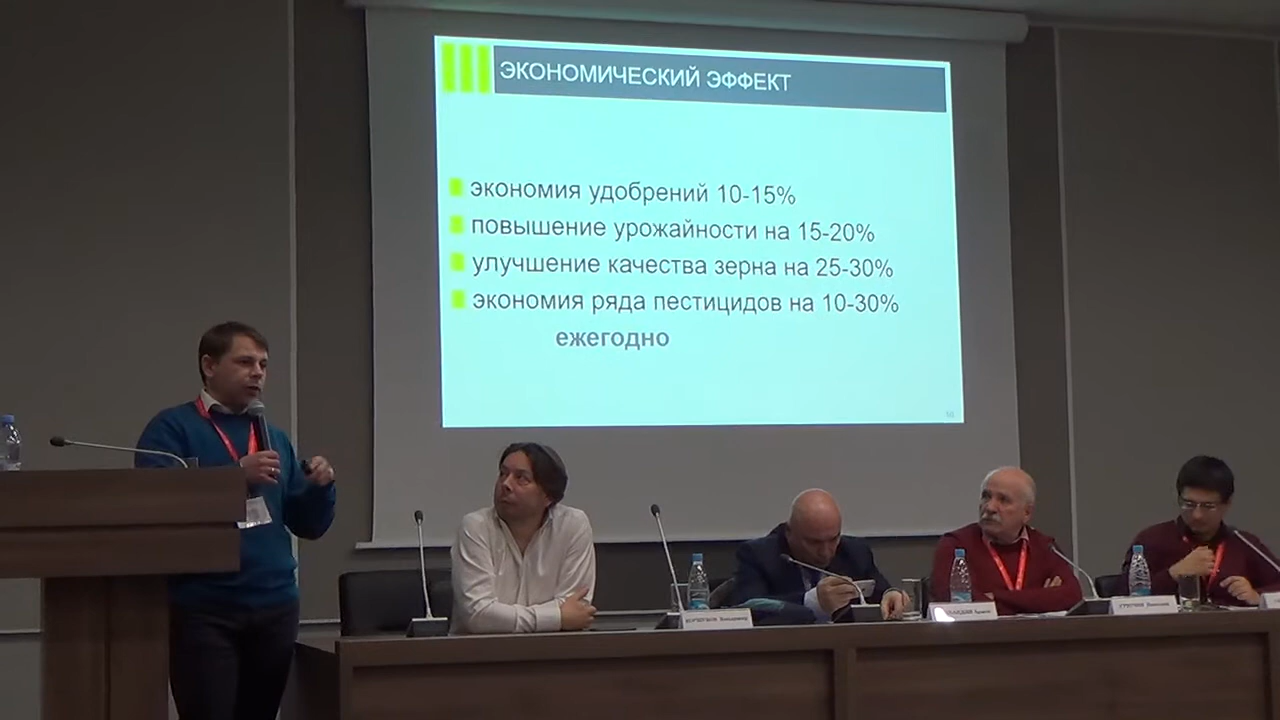 ЭКОНОМИЧЕСКИЙ ЭФФЕКТ
экономия удобрений 10-15%
повышение урожайности на 15-20%
улучшение качества зерна на 25-30%
экономия ряда пестицидов на 10-30%
ежегодно